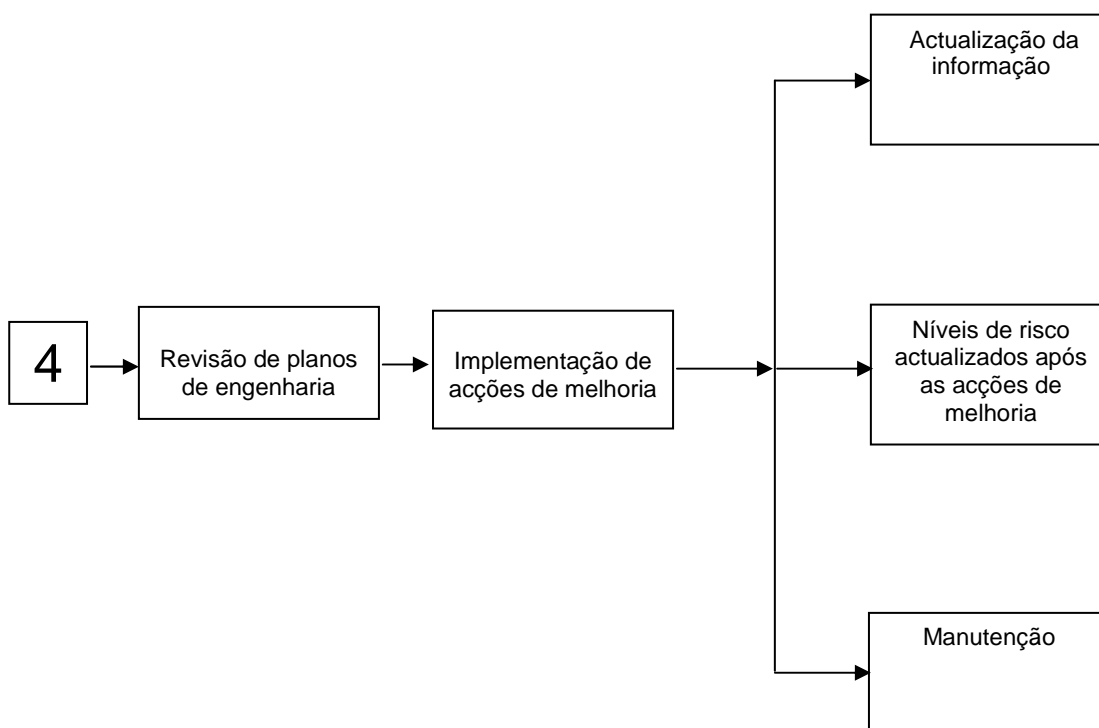 4
Revisão de planos
de engenharia
Implementação de
acções de melhoria
Actualização da
informação
Níveis de risco
actualizados após
as acções de
melhoria
Manutenção